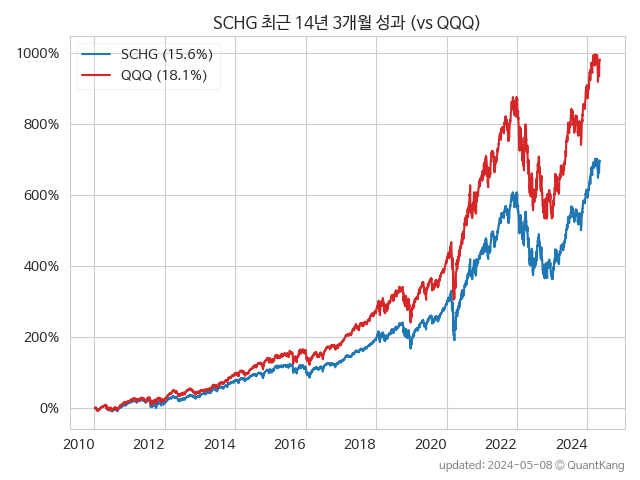 SCHG 최근 14년 3개월 성과 (vs QQQ)
SCHG (15.6%)
QQQ (18.1%)
1000%
800%
600%
400%
200%
0%
2010 2012 2014 2016 2018 2020 2022 2024
updated: 2024-05-08 © QuantKang